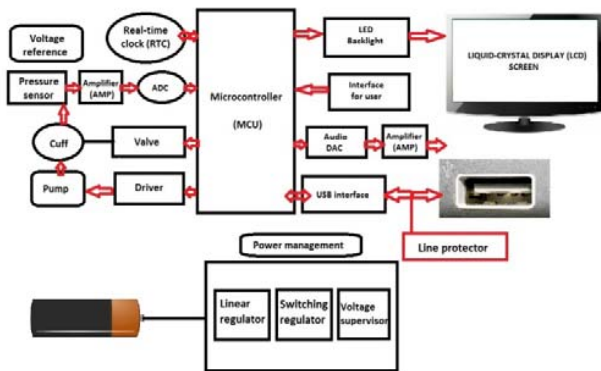 Voltage
reference
Real-time
clock (RTC)
LED
Backlight
LIQUID-CRYSTAL DISPLAY (LCD)
SCREEN
Pressure
sensor
Amplifier
(AMP)
ADC
Microcontroller
(MCU)
Interface
for user
Cuff
Valve
Audio
DAC
Amplifier
(AMP)
Pump
Driver
USB interface
Line protector
Power management
Linear
regulator
Switching
regulator
Voltage
supervisor